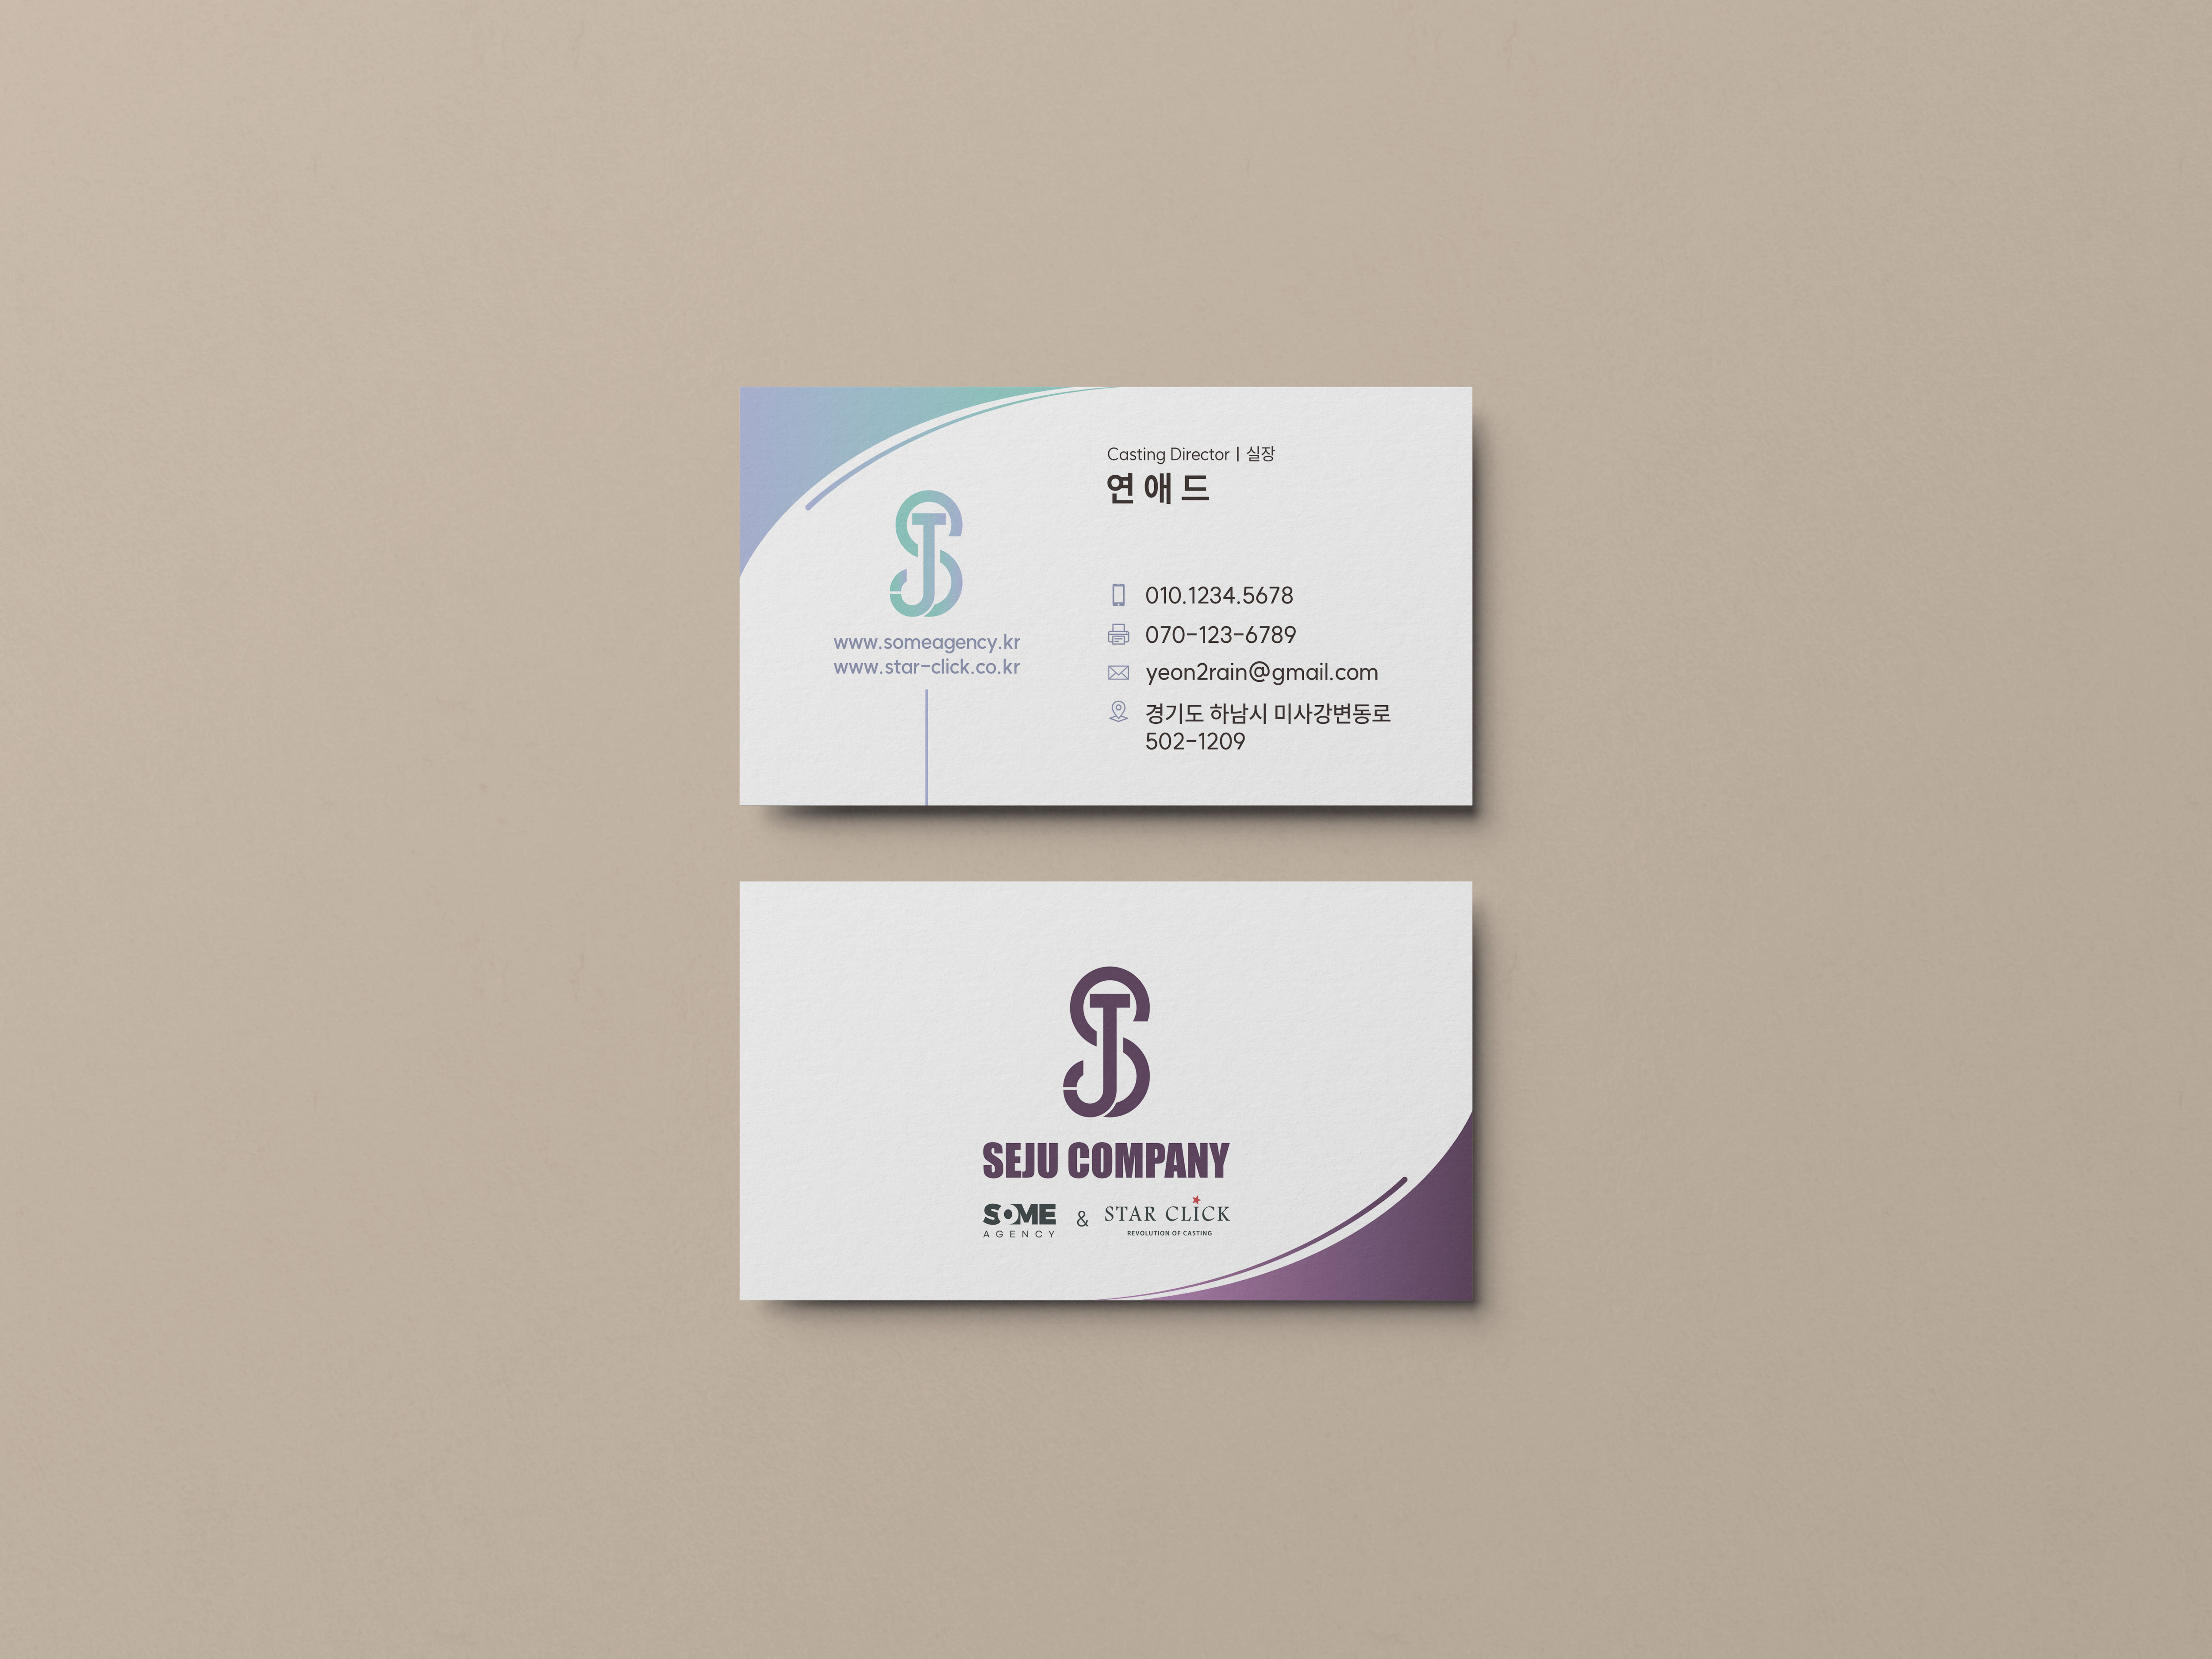 Casting Director | 실장
연애드
SJ
www.someagency.kr
www.star-click.co.kr
010.1234.5678
070-123-6789
yeon2rain@gmail.com
경기도 하남시 미사강변동로
502-1209
SJ
SEJU COMPANY
SOME AGENCY & STAR CLICK
REVOLUTION OF CASTING